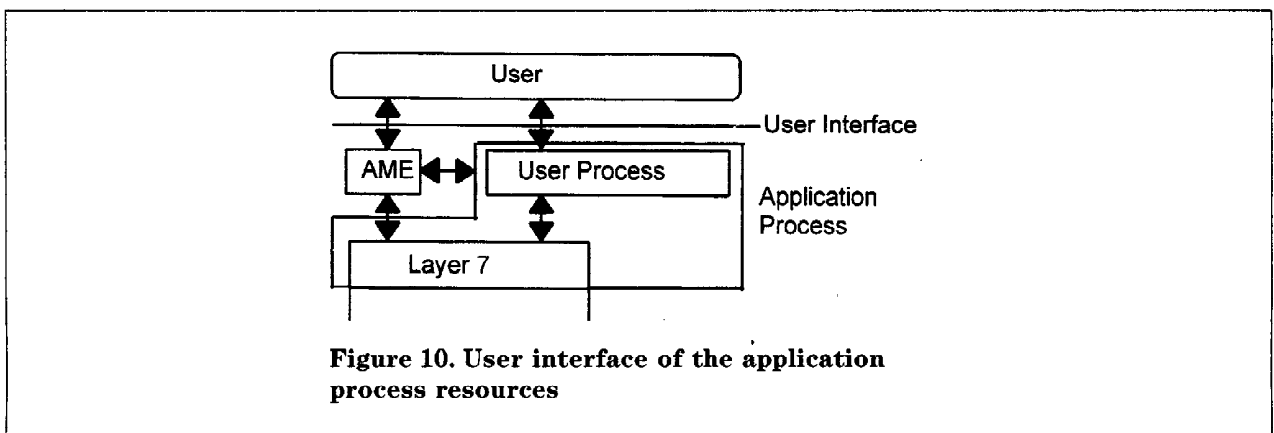 User
User Interface
AME
User Process
Application
Process
Layer 7
Figure 10. User interface of the application
process resources